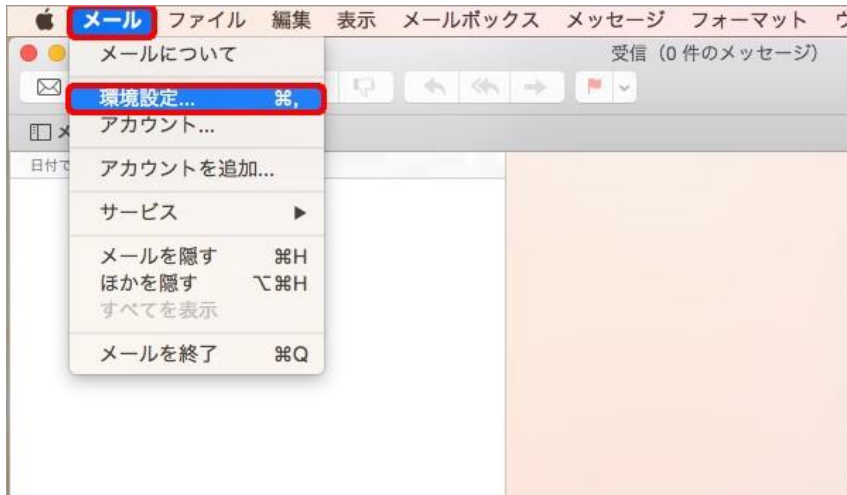 メール ファイル 編集 表示 メールボックス メッセージ フォーマット
メールについて
受信（0 件のメッセージ）
環境設定... ⌘,
アカウント...
日付で
アカウントを追加...
サービス ▶
メールを隠す ⌘H
ほかを隠す ⌥⌘H
すべてを表示
メールを終了 ⌘Q